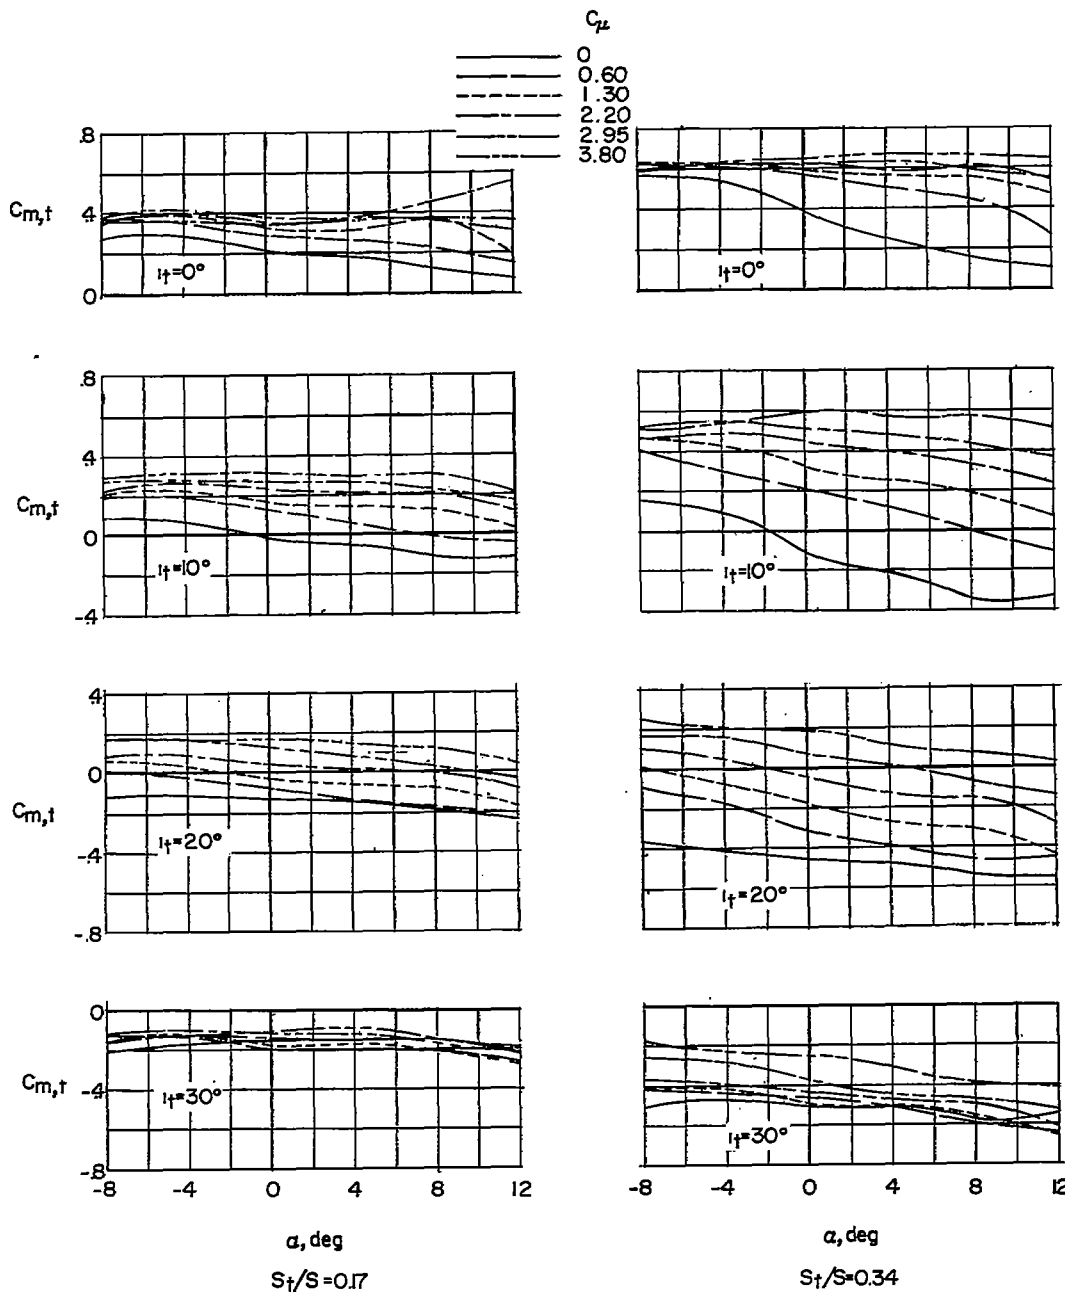 Cμ
0
0.60
1.30
2.20
2.95
3.80
.8
.4
0
Cm,t
it=0°
it=0°
.8
.4
0
-.4
Cm,t
it=10°
it=10°
.4
0
-.4
-.8
Cm,t
it=20°
it=20°
0
-.4
-.8
Cm,t
it=30°
it=30°
-8 -4 0 4 8 12
-8 -4 0 4 8 12
α, deg
α, deg
St/S=0.17
St/S=0.34